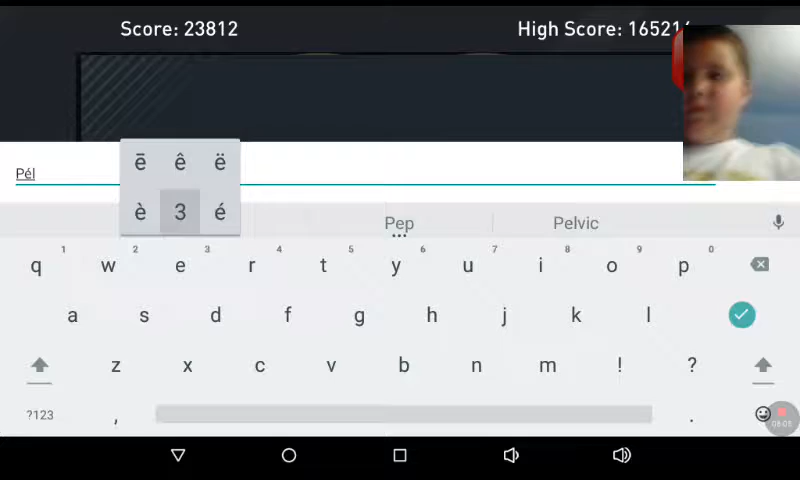 Score: 23812
High Score: 165214
Pél
ē ê ë
è 3 é
Pep Pelvic
1 2 3 4 5 6 7 8 9 0
q w e r t y u i o p
a s d f g h j k l
z x c v b n m ! ?
?123 , .